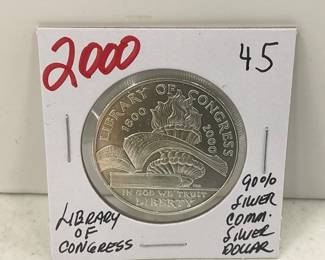 2000
45
LIBRARY OF CONGRESS
1800
2000
IN GOD WE TRUST
LIBERTY
LIBRARY
OF
CONGRESS
90%
SILVER
COMM.
SILVER
DOLLAR